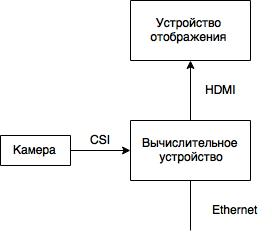 Устройство
отображения
HDMI
CSI
Камера
Вычислительное
устройство
Ethernet